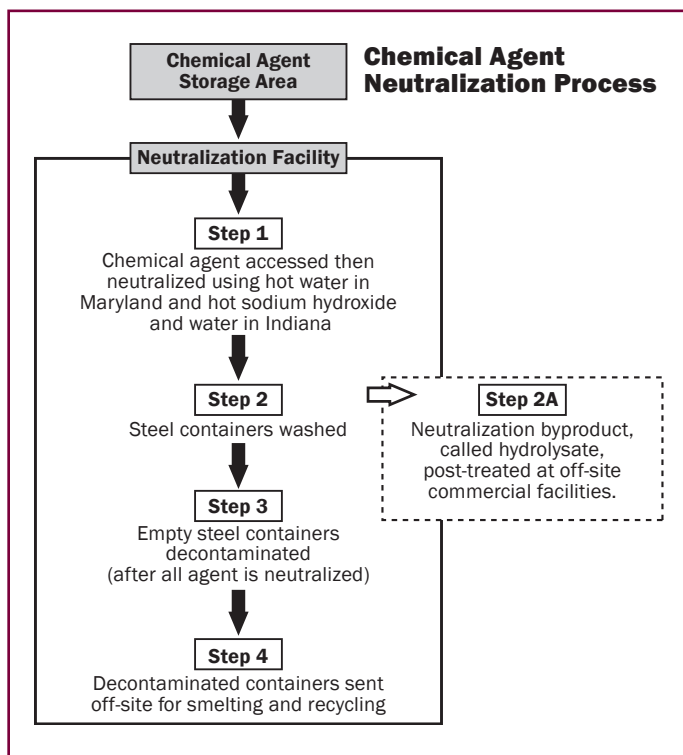 Chemical Agent
Storage Area
Chemical Agent
Neutralization Process
Neutralization Facility
Step 1
Chemical agent accessed then
neutralized using hot water in
Maryland and hot sodium hydroxide
and water in Indiana
Step 2
Steel containers washed
Step 2A
Neutralization byproduct,
called hydrolysate,
post-treated at off-site
commercial facilities.
Step 3
Empty steel containers
decontaminated
(after all agent is neutralized)
Step 4
Decontaminated containers sent
off-site for smelting and recycling